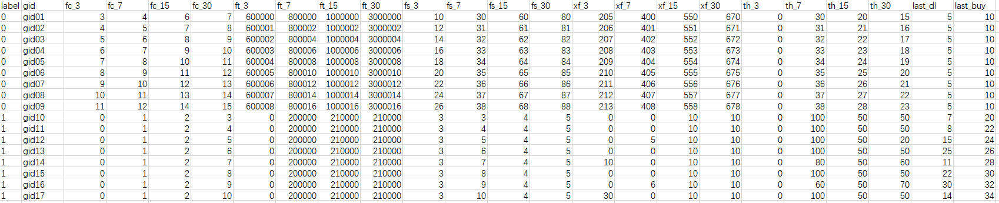 label gid fc_3 fc_7 fc_15 fc_30 ft_3 ft_7 ft_15 ft_30 fs_3 fs_7 fs_15 fs_30 xf_3 xf_7 xf_15 xf_30 th_3 th_7 th_15 th_30 last_dl last_buy
0 gid01 3 4 6 7 600000 800000 1000000 3000000 10 30 60 80 205 400 550 670 0 30 20 15 5 10
0 gid02 4 5 7 8 600001 800002 1000002 3000002 12 31 61 81 206 401 551 671 0 31 21 16 5 10
0 gid03 5 6 8 9 600002 800004 1000004 3000004 14 32 62 82 207 402 552 672 0 32 22 17 5 10
0 gid04 6 7 9 10 600003 800006 1000006 3000006 16 33 63 83 208 403 553 673 0 33 23 18 5 10
0 gid05 7 8 10 11 600004 800008 1000008 3000008 18 34 64 84 209 404 554 674 0 34 24 19 5 10
0 gid06 8 9 11 12 600005 800010 1000010 3000010 20 35 65 85 210 405 555 675 0 35 25 20 5 10
0 gid07 9 10 12 13 600006 800012 1000012 3000012 22 36 66 86 211 406 556 676 0 36 26 21 5 10
0 gid08 10 11 13 14 600007 800014 1000014 3000014 24 37 67 87 212 407 557 677 0 37 27 22 5 10
0 gid09 11 12 14 15 600008 800016 1000016 3000016 26 38 68 88 213 408 558 678 0 38 28 23 5 10
1 gid10 0 1 2 3 0 200000 210000 210000 3 3 4 5 0 0 10 10 0 100 50 50 7 20
1 gid11 0 1 2 4 0 200000 210000 210000 3 4 4 5 0 0 10 10 0 100 50 50 8 22
1 gid12 0 1 2 5 0 200000 210000 210000 3 5 4 5 0 5 10 10 0 100 50 20 15 24
1 gid13 0 1 2 6 0 200000 210000 210000 3 6 4 5 0 0 10 10 0 100 50 50 25 26
1 gid14 0 1 2 7 0 200000 210000 210000 3 7 4 5 10 0 10 10 0 80 50 60 11 28
1 gid15 0 1 2 8 0 200000 210000 210000 3 8 4 5 0 0 10 10 0 100 50 50 22 30
1 gid16 0 1 2 9 0 200000 210000 210000 3 9 4 5 0 6 10 10 0 60 50 70 30 32
1 gid17 0 1 2 10 0 200000 210000 210000 3 10 4 5 30 0 10 10 0 100 50 50 14 34